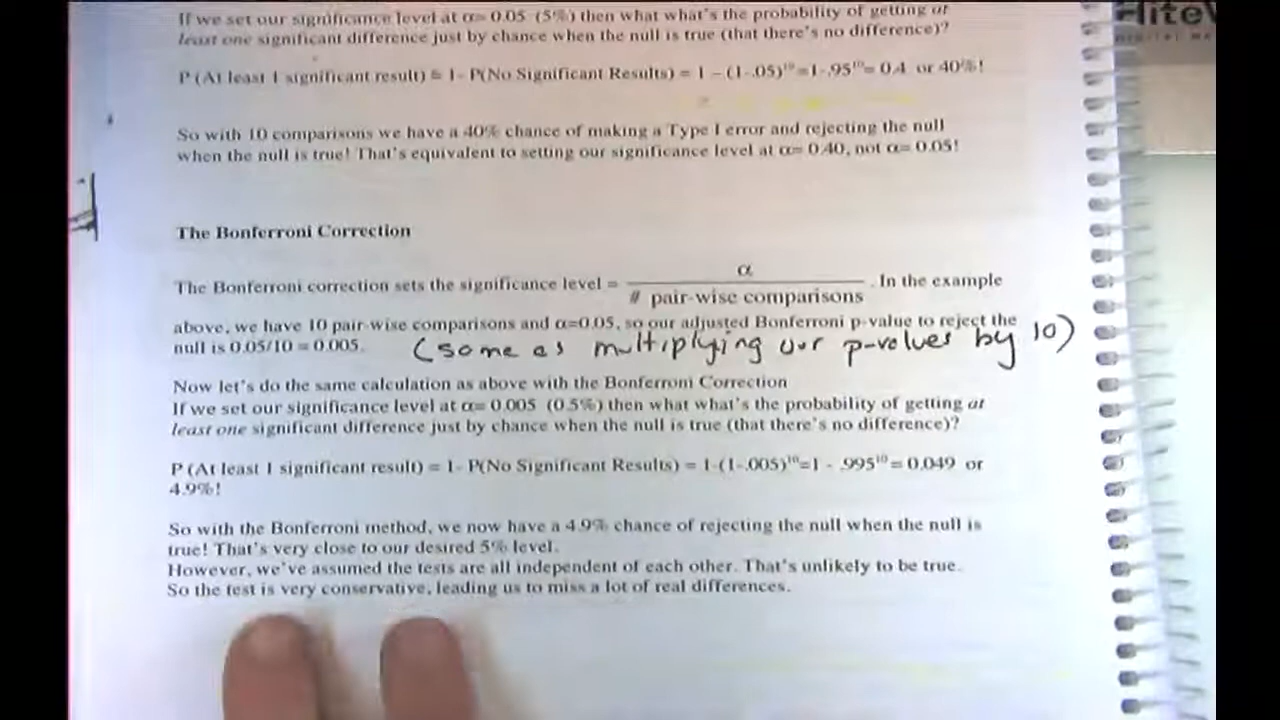 If we set our significance level at α= 0.05 (5%) then what what's the probability of getting at
least one significant difference just by chance when the null is true (that there's no difference)?
P (At least 1 significant result) = 1- P(No Significant Results) = 1 – (1-.05)¹⁰=1-.95¹⁰= 0.4 or 40%!
So with 10 comparisons we have a 40% chance of making a Type I error and rejecting the null
when the null is true! That's equivalent to setting our significance level at α= 0.40, not α= 0.05!
The Bonferroni Correction
α
The Bonferroni correction sets the significance level = . In the example
# pair-wise comparisons
above, we have 10 pair-wise comparisons and α=0.05, so our adjusted Bonferroni p-value to reject the
null is 0.05/10 = 0.005. (same as multiplying our p-values by 10)
Now let's do the same calculation as above with the Bonferroni Correction
If we set our significance level at α= 0.005 (0.5%) then what what's the probability of getting at
least one significant difference just by chance when the null is true (that there's no difference)?
P (At least 1 significant result) = 1- P(No Significant Results) = 1-(1-.005)¹⁰=1 - .995¹⁰ = 0.049 or
4.9%!
So with the Bonferroni method, we now have a 4.9% chance of rejecting the null when the null is
true! That's very close to our desired 5% level.
However, we've assumed the tests are all independent of each other. That's unlikely to be true.
So the test is very conservative, leading us to miss a lot of real differences.